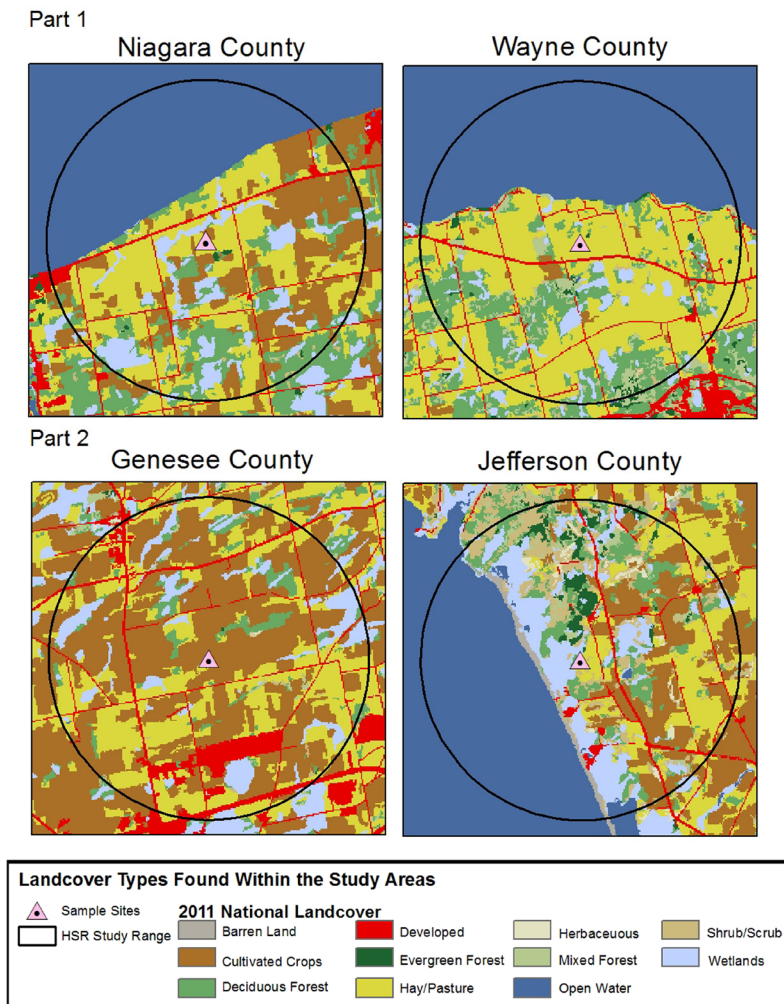 Part 1
Niagara County
Wayne County
Part 2
Genesee County
Jefferson County
Landcover Types Found Within the Study Areas
Sample Sites
HSR Study Range
2011 National Landcover
Barren Land
Developed
Herbaceuous
Shrub/Scrub
Cultivated Crops
Evergreen Forest
Mixed Forest
Wetlands
Deciduous Forest
Hay/Pasture
Open Water